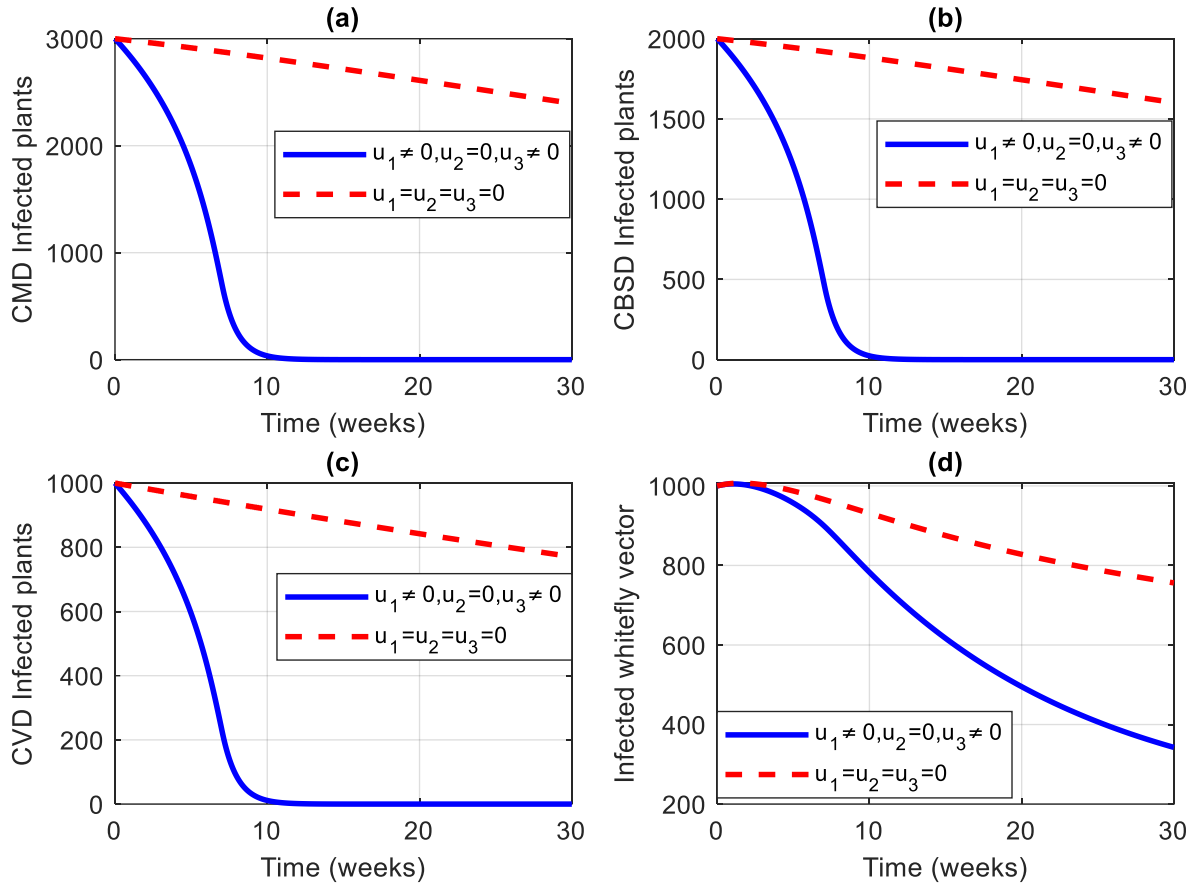 (a)
3000
2000
1000
0
CMD Infected plants
u1 ≠ 0,u2=0,u3 ≠ 0
u1=u2=u3=0
0 10 20 30
Time (weeks)
(b)
2000
1500
1000
500
0
CBSD Infected plants
u1 ≠ 0,u2=0,u3 ≠ 0
u1=u2=u3=0
0 10 20 30
Time (weeks)
(c)
1000
800
600
400
200
0
CVD Infected plants
u1 ≠ 0,u2=0,u3 ≠ 0
u1=u2=u3=0
0 10 20 30
Time (weeks)
(d)
1000
800
600
400
200
Infected whitefly vector
u1 ≠ 0,u2=0,u3 ≠ 0
u1=u2=u3=0
0 10 20 30
Time (weeks)